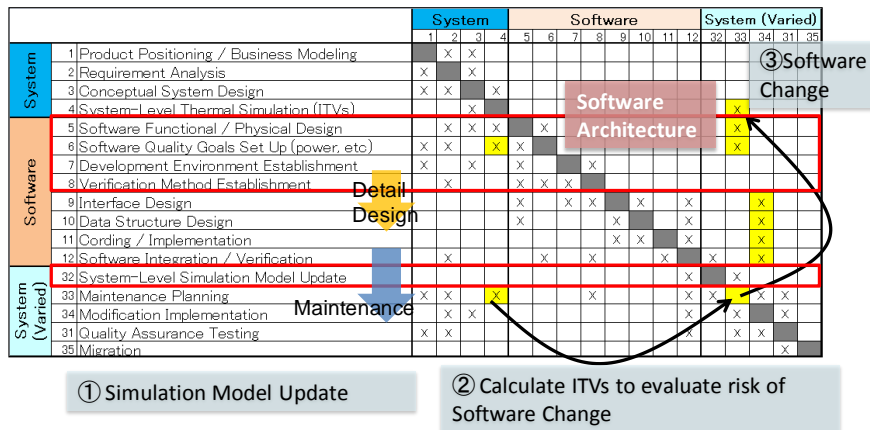 System Software System (Varied)
1 2 3 4 5 6 7 8 9 10 11 12 32 33 34 31 35
System
1 Product Positioning / Business Modeling X X
2 Requirement Analysis X X
3 Conceptual System Design X X
4 System-Level Thermal Simulation (ITVs) X X
Software
5 Software Functional / Physical Design X X X X X
6 Software Quality Goals Set Up (power, etc) X X X X X
7 Development Environment Establishment X X X
8 Verification Method Establishment X X X X
9 Interface Design X X X X X X
10 Data Structure Design X X X X
11 Cording / Implementation X X X X
12 Software Integration / Verification X X X X X X
System
(Varied)
32 System-Level Simulation Model Update X X
33 Maintenance Planning X X X X X X X X X
34 Modification Implementation X X X X X
31 Quality Assurance Testing X X X X X
35 Migration X
Software
Architecture
Detail
Design
Maintenance
③Software
Change
① Simulation Model Update
② Calculate ITVs to evaluate risk of
Software Change